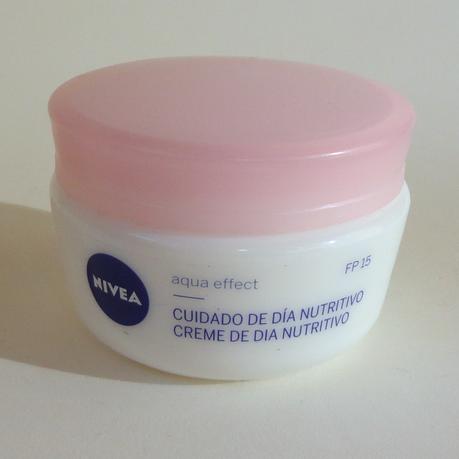 NIVEA
aqua effect
FP 15
CUIDADO DE DÍA NUTRITIVO
CREME DE DIA NUTRITIVO